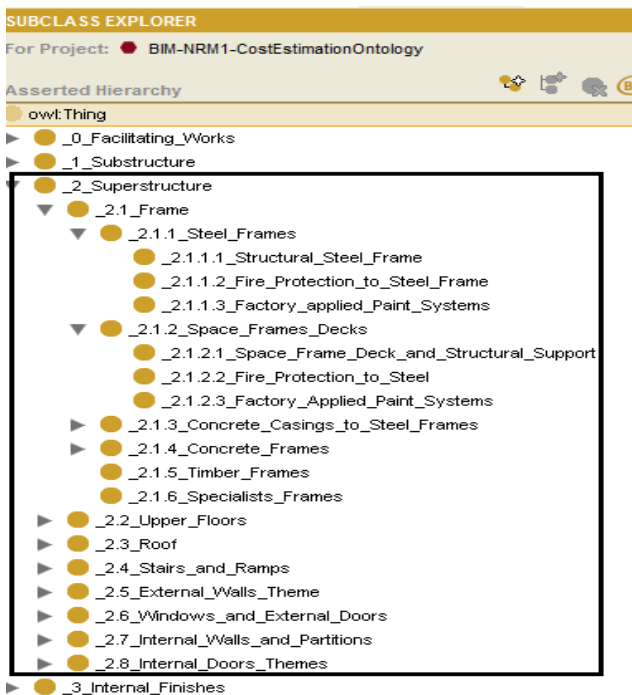 SUBCLASS EXPLORER
For Project: BIM-NRM1-CostEstimationOntology
Asserted Hierarchy
owl:Thing
_0_Facilitating_Works
_1_Substructure
_2_Superstructure
_2.1_Frame
_2.1.1_Steel_Frames
_2.1.1.1_Structural_Steel_Frame
_2.1.1.2_Fire_Protection_to_Steel_Frame
_2.1.1.3_Factory_applied_Paint_Systems
_2.1.2_Space_Frames_Decks
_2.1.2.1_Space_Frame_Deck_and_Structural_Support
_2.1.2.2_Fire_Protection_to_Steel
_2.1.2.3_Factory_Applied_Paint_Systems
_2.1.3_Concrete_Casings_to_Steel_Frames
_2.1.4_Concrete_Frames
_2.1.5_Timber_Frames
_2.1.6_Specialists_Frames
_2.2_Upper_Floors
_2.3_Roof
_2.4_Stairs_and_Ramps
_2.5_External_Walls_Theme
_2.6_Windows_and_External_Doors
_2.7_Internal_Walls_and_Partitions
_2.8_Internal_Doors_Themes
_3_Internal_Finishes